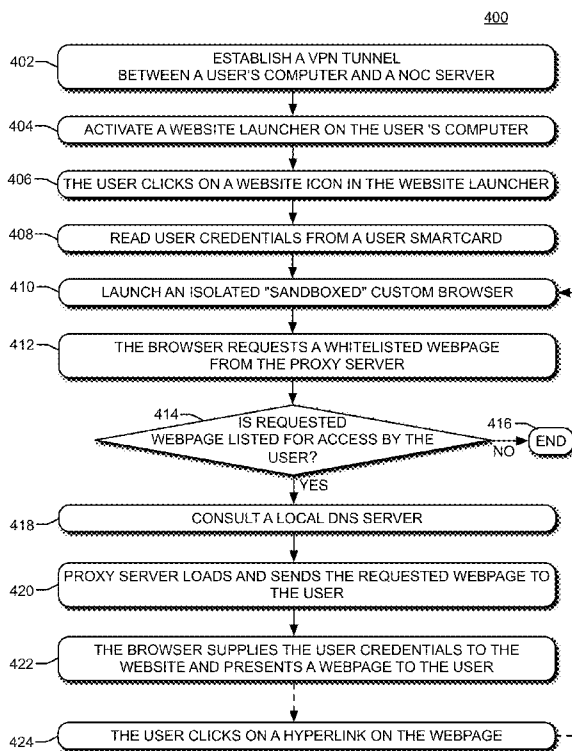 400
402
ESTABLISH A VPN TUNNEL
BETWEEN A USER'S COMPUTER AND A NOC SERVER
404
ACTIVATE A WEBSITE LAUNCHER ON THE USER 'S COMPUTER
406
THE USER CLICKS ON A WEBSITE ICON IN THE WEBSITE LAUNCHER
408
READ USER CREDENTIALS FROM A USER SMARTCARD
410
LAUNCH AN ISOLATED "SANDBOXED" CUSTOM BROWSER
412
THE BROWSER REQUESTS A WHITELISTED WEBPAGE
FROM THE PROXY SERVER
414
IS REQUESTED
WEBPAGE LISTED FOR ACCESS BY THE
USER?
416
END
NO
YES
418
CONSULT A LOCAL DNS SERVER
420
PROXY SERVER LOADS AND SENDS THE REQUESTED WEBPAGE TO
THE USER
422
THE BROWSER SUPPLIES THE USER CREDENTIALS TO THE
WEBSITE AND PRESENTS A WEBPAGE TO THE USER
424
THE USER CLICKS ON A HYPERLINK ON THE WEBPAGE